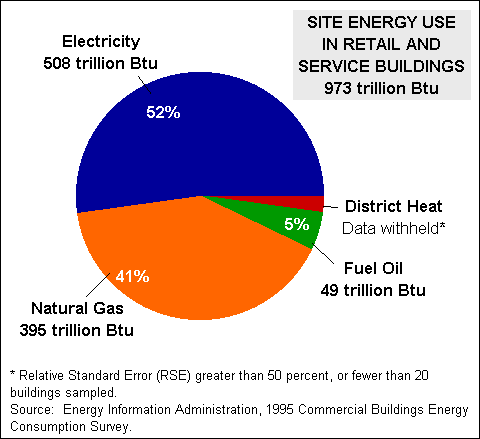 SITE ENERGY USE
IN RETAIL AND
SERVICE BUILDINGS
973 trillion Btu
Electricity
508 trillion Btu
52%
District Heat
Data withheld*
5%
Fuel Oil
49 trillion Btu
41%
Natural Gas
395 trillion Btu
* Relative Standard Error (RSE) greater than 50 percent, or fewer than 20
buildings sampled.
Source:  Energy Information Administration, 1995 Commercial Buildings Energy
Consumption Survey.